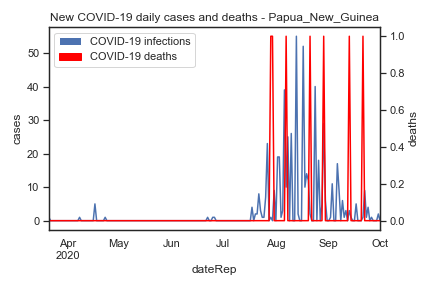 New COVID-19 daily cases and deaths - Papua_New_Guinea
COVID-19 infections
COVID-19 deaths
50
40
30
20
10
0
cases
1.0
0.8
0.6
0.4
0.2
0.0
deaths
Apr
2020
May
Jun
Jul
Aug
Sep
Oct
dateRep